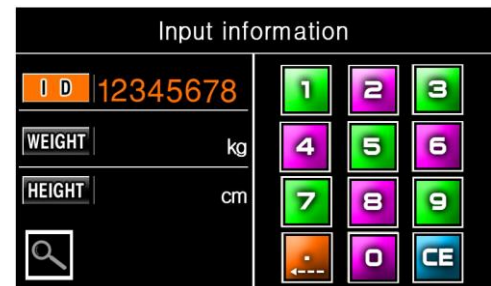 Input information
I D 12345678
WEIGHT kg
HEIGHT cm
1 2 3
4 5 6
7 8 9
. 0 CE